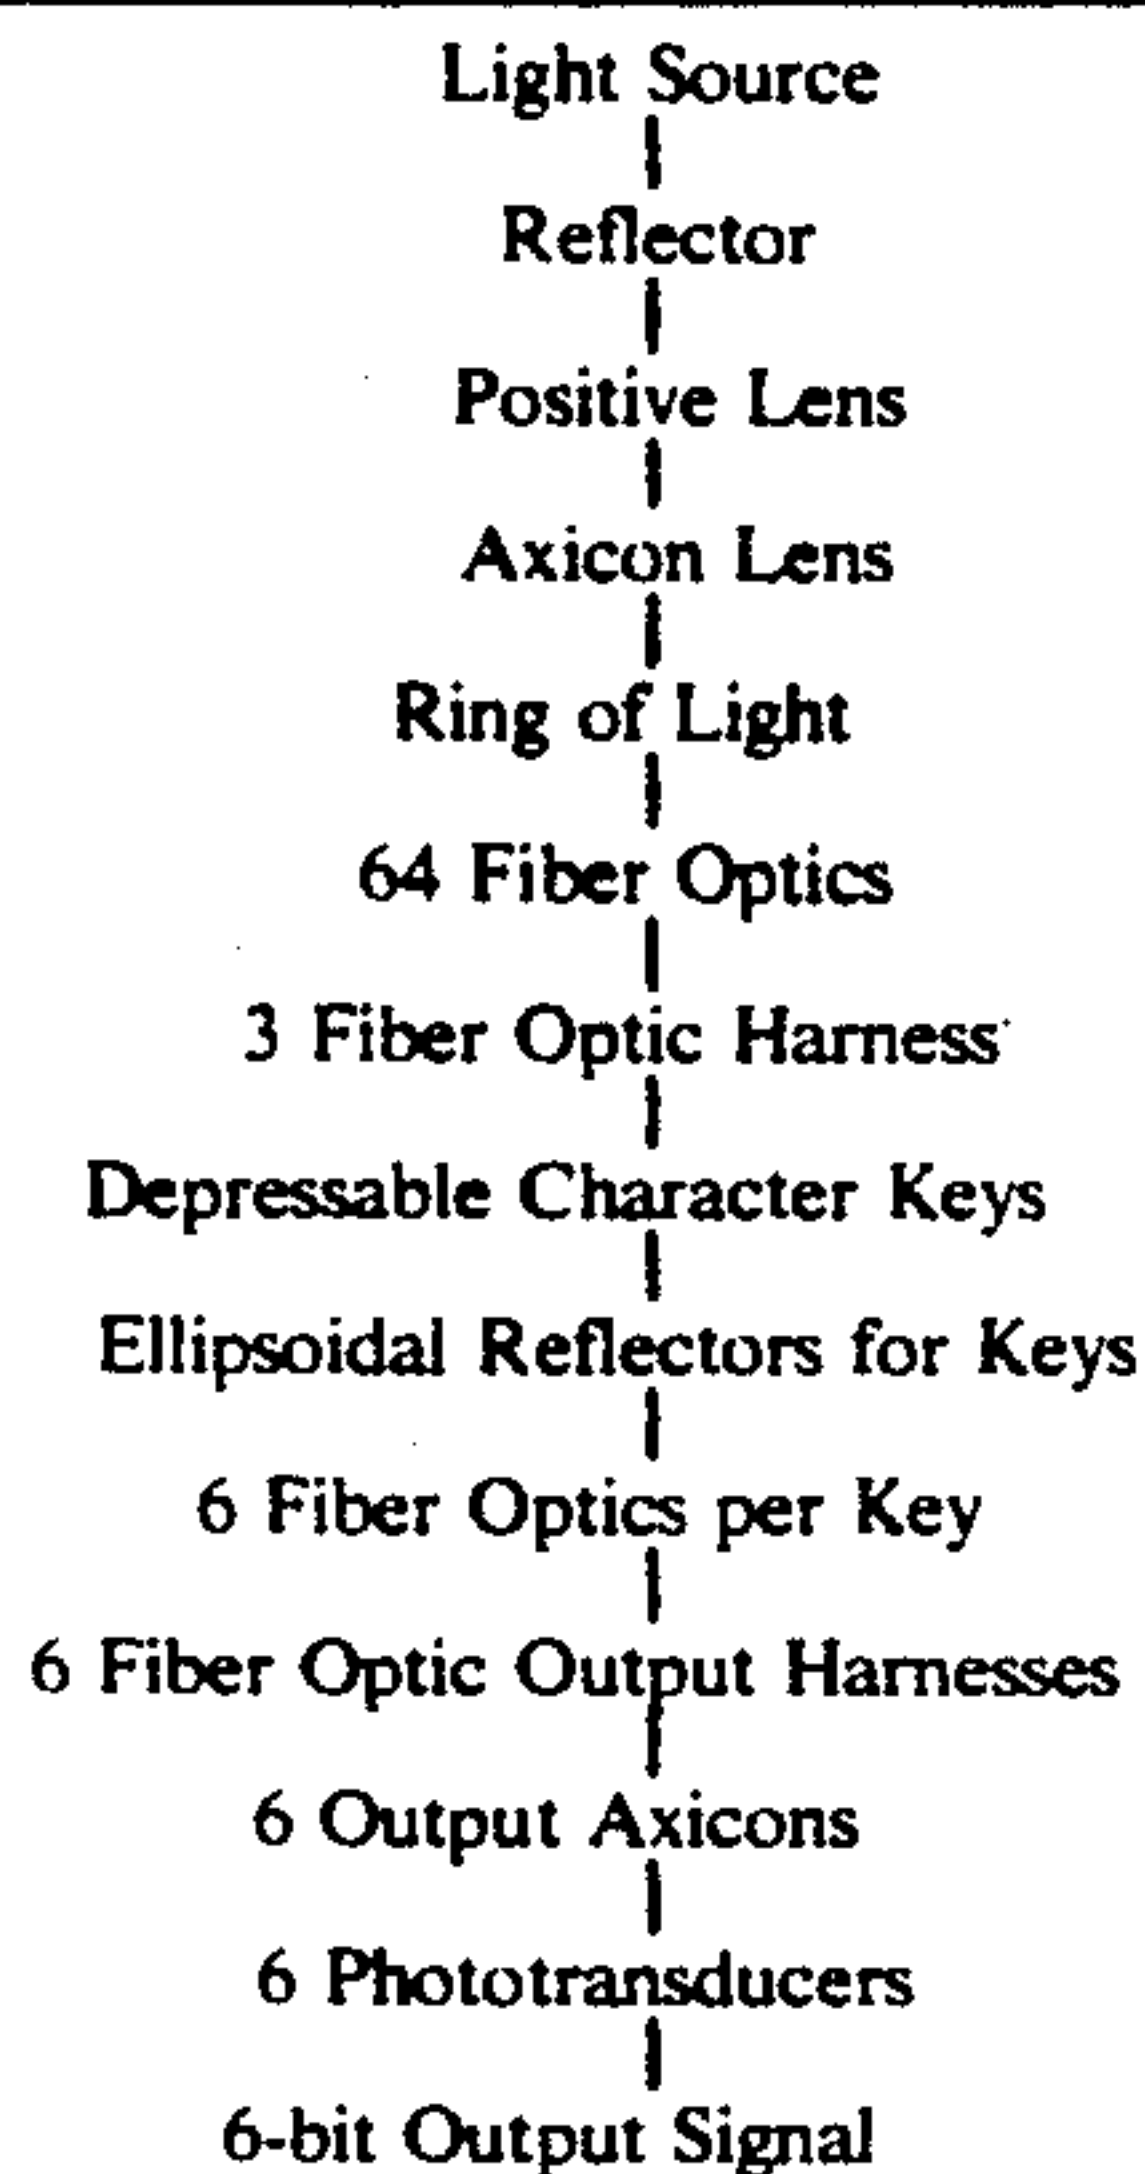 Light Source
Reflector
Positive Lens
Axicon Lens
Ring of Light
64 Fiber Optics
3 Fiber Optic Harness
Depressable Character Keys
Ellipsoidal Reflectors for Keys
6 Fiber Optics per Key
6 Fiber Optic Output Harnesses
6 Output Axicons
6 Phototransducers
6-bit Output Signal